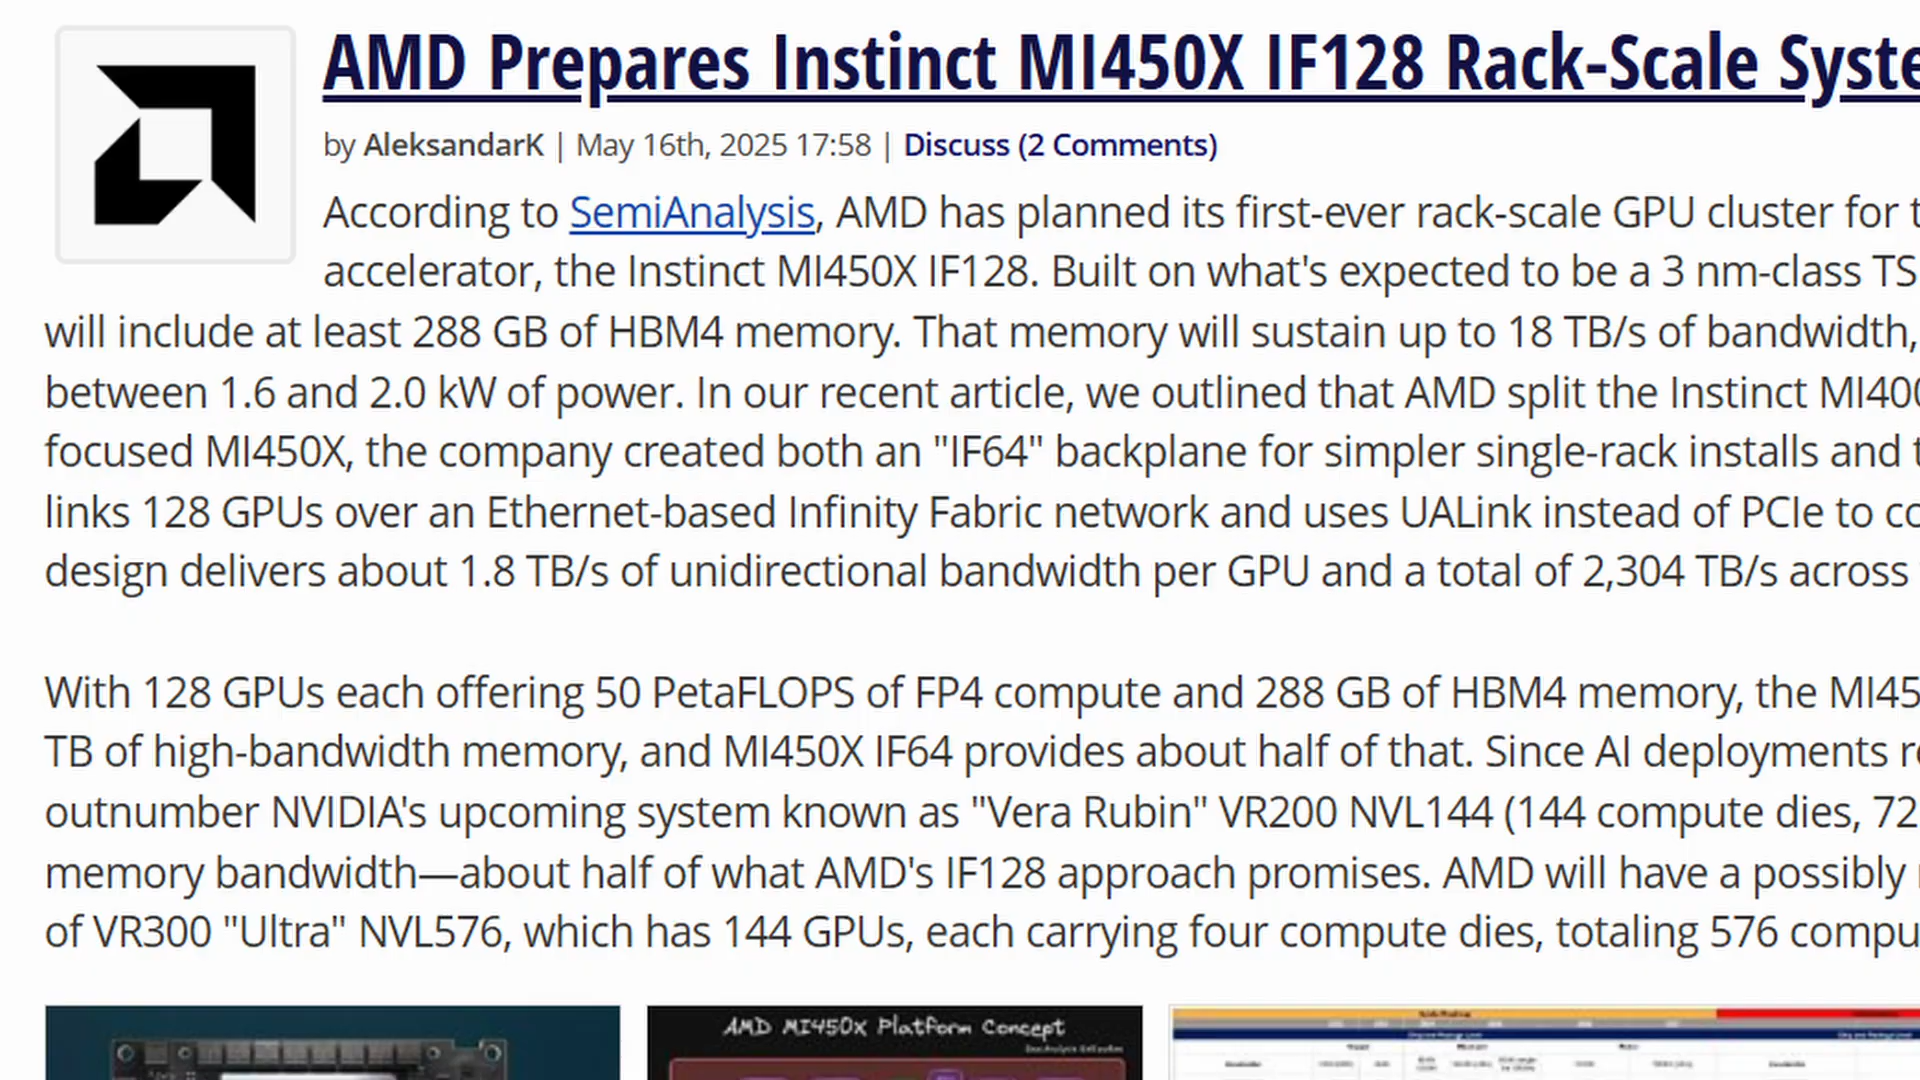 AMD Prepares Instinct MI450X IF128 Rack-Scale Syste
by AleksandarK | May 16th, 2025 17:58 | Discuss (2 Comments)
According to SemiAnalysis, AMD has planned its first-ever rack-scale GPU cluster for t
accelerator, the Instinct MI450X IF128. Built on what's expected to be a 3 nm-class TS
will include at least 288 GB of HBM4 memory. That memory will sustain up to 18 TB/s of bandwidth,
between 1.6 and 2.0 kW of power. In our recent article, we outlined that AMD split the Instinct MI400
focused MI450X, the company created both an "IF64" backplane for simpler single-rack installs and t
links 128 GPUs over an Ethernet-based Infinity Fabric network and uses UALink instead of PCIe to co
design delivers about 1.8 TB/s of unidirectional bandwidth per GPU and a total of 2,304 TB/s across
With 128 GPUs each offering 50 PetaFLOPS of FP4 compute and 288 GB of HBM4 memory, the MI45
TB of high-bandwidth memory, and MI450X IF64 provides about half of that. Since AI deployments re
outnumber NVIDIA's upcoming system known as "Vera Rubin" VR200 NVL144 (144 compute dies, 72
memory bandwidth—about half of what AMD's IF128 approach promises. AMD will have a possibly
of VR300 "Ultra" NVL576, which has 144 GPUs, each carrying four compute dies, totaling 576 compu
AMD MI450x Platform Concept